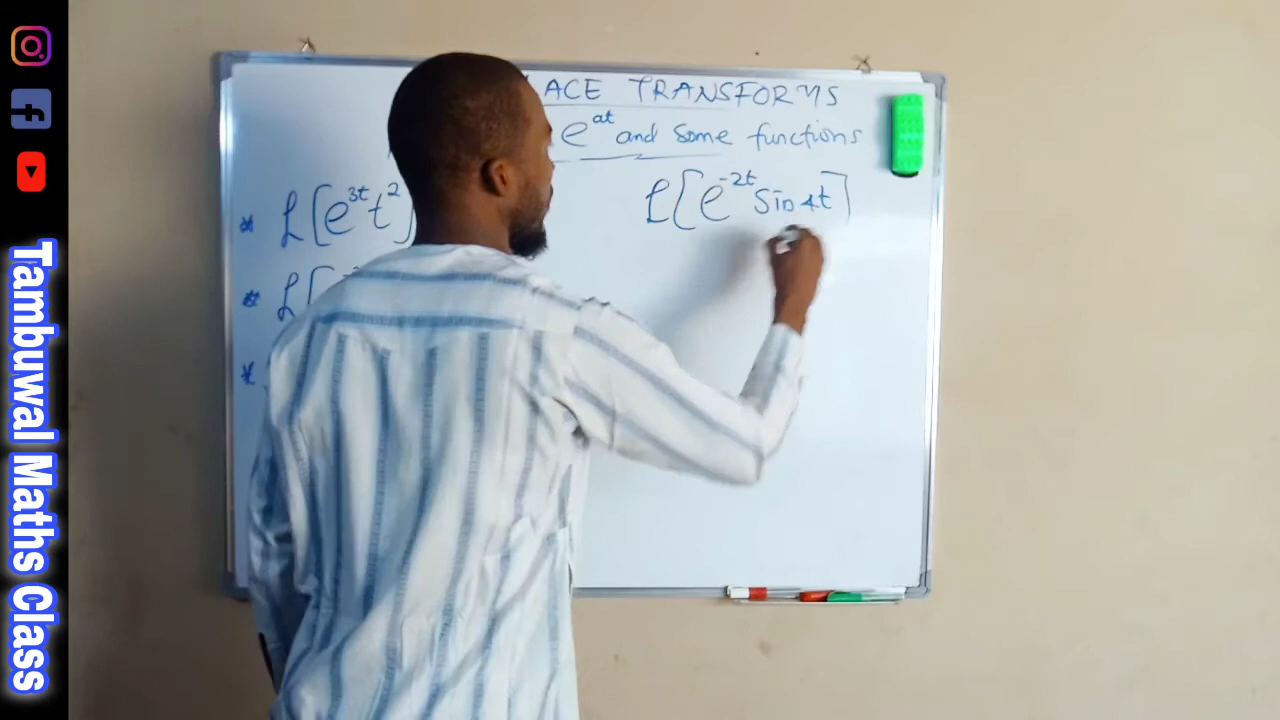 ACE TRANSFORMS
e^at and some functions
* ℒ[e^3t t^2]
* ℒ[
*
ℒ[e^-2t Sin 4t]
Tambuwal Maths Class